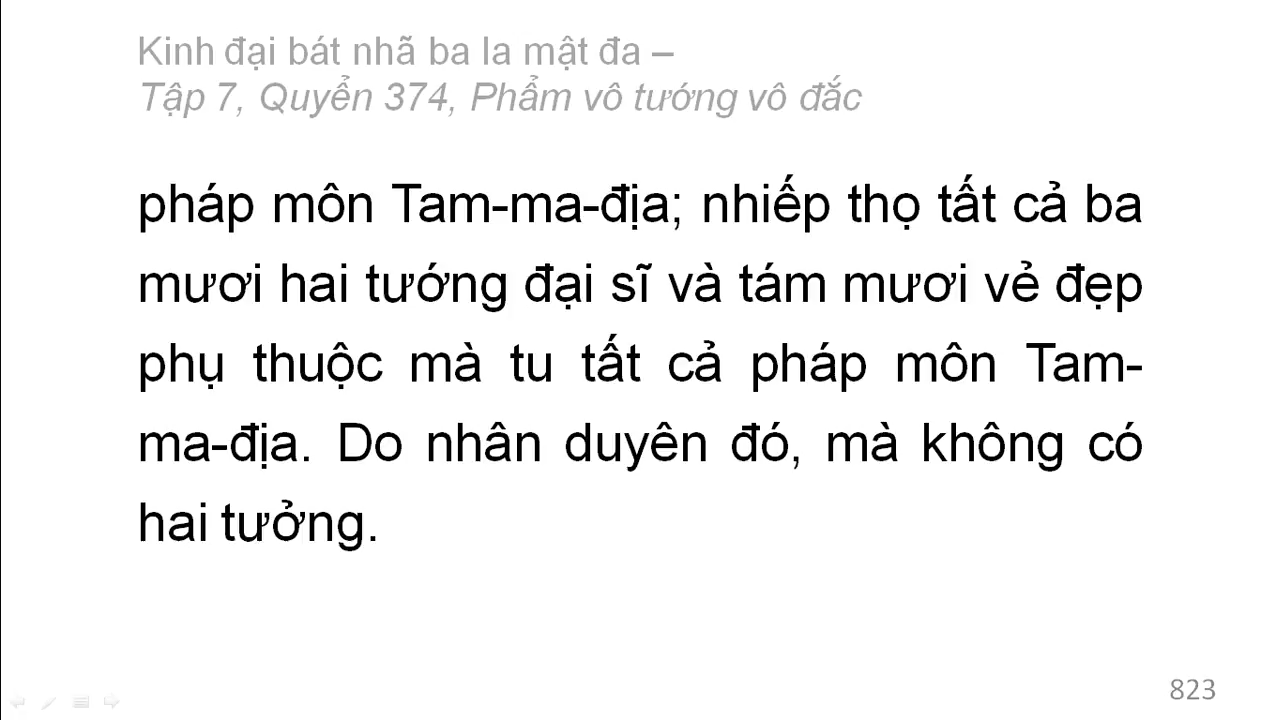 Kinh đại bát nhã ba la mật đa –
Tập 7, Quyển 374, Phẩm vô tướng vô đắc
pháp môn Tam-ma-địa; nhiếp thọ tất cả ba
mươi hai tướng đại sĩ và tám mươi vẻ đẹp
phụ thuộc mà tu tất cả pháp môn Tam-
ma-địa. Do nhân duyên đó, mà không có
hai tưởng.
823